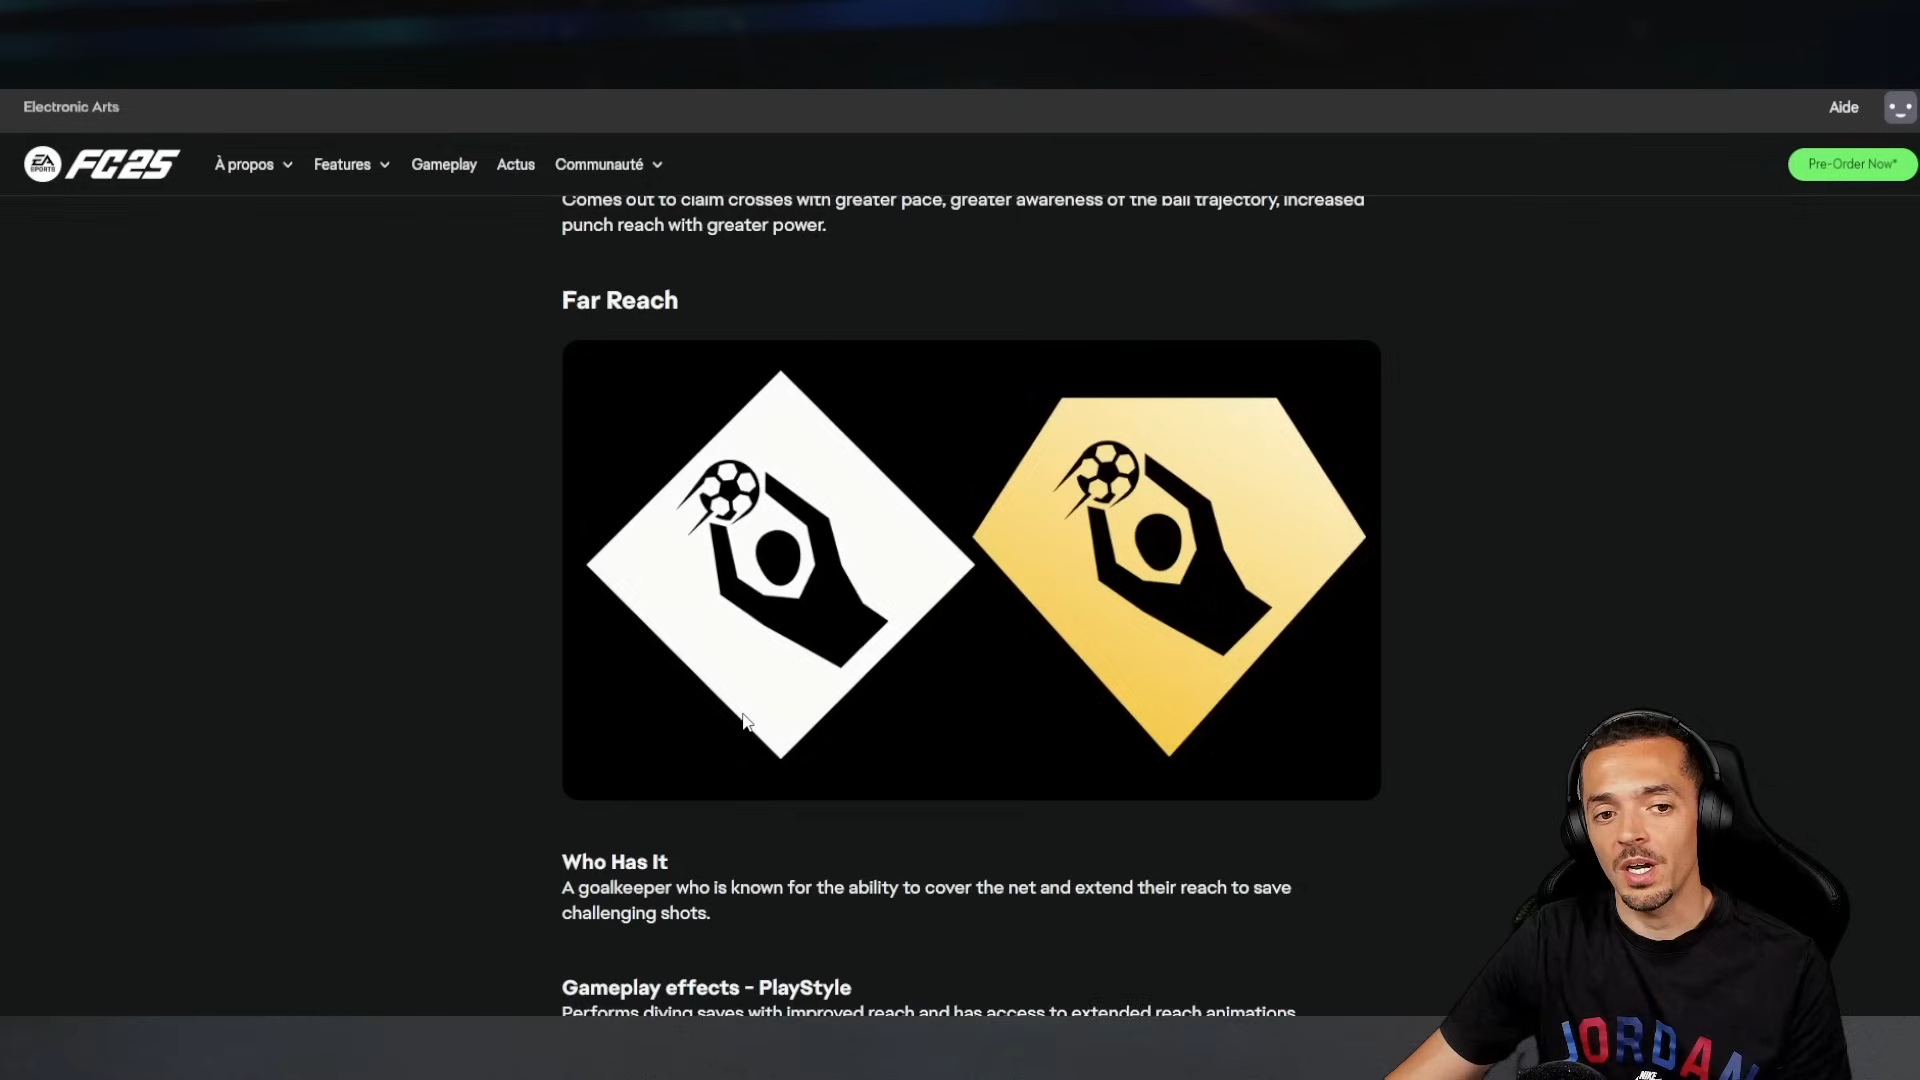 Electronic Arts
Aide
EA SPORTS FC25
À propos
Features
Gameplay
Actus
Communauté
Pre-Order Now*
Comes out to claim crosses with greater pace, greater awareness of the ball trajectory, increased
punch reach with greater power.
Far Reach
Who Has It
A goalkeeper who is known for the ability to cover the net and extend their reach to save
challenging shots.
Gameplay effects - PlayStyle
Performs diving saves with improved reach and has access to extended reach animations
JORDAN
NIKE